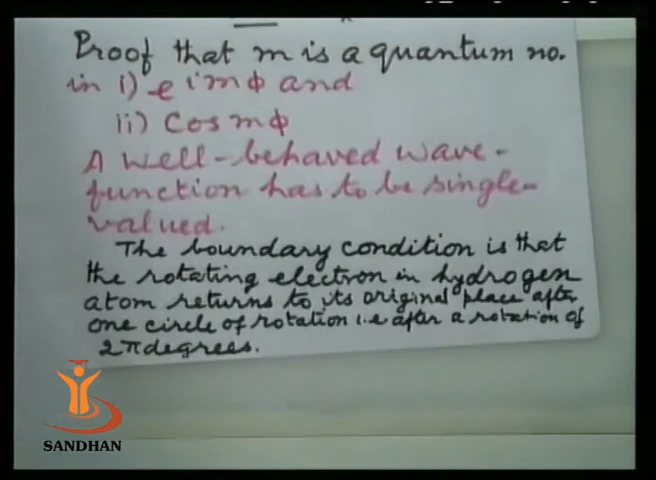 Proof that m is a quantum no.
in i) e imϕ and
ii) Cos mϕ
A well-behaved wave-
function has to be single-
valued.
The boundary condition is that
the rotating electron in hydrogen
atom returns to its original place after
one circle of rotation i.e after a rotation of
2π degrees.
SANDHAN